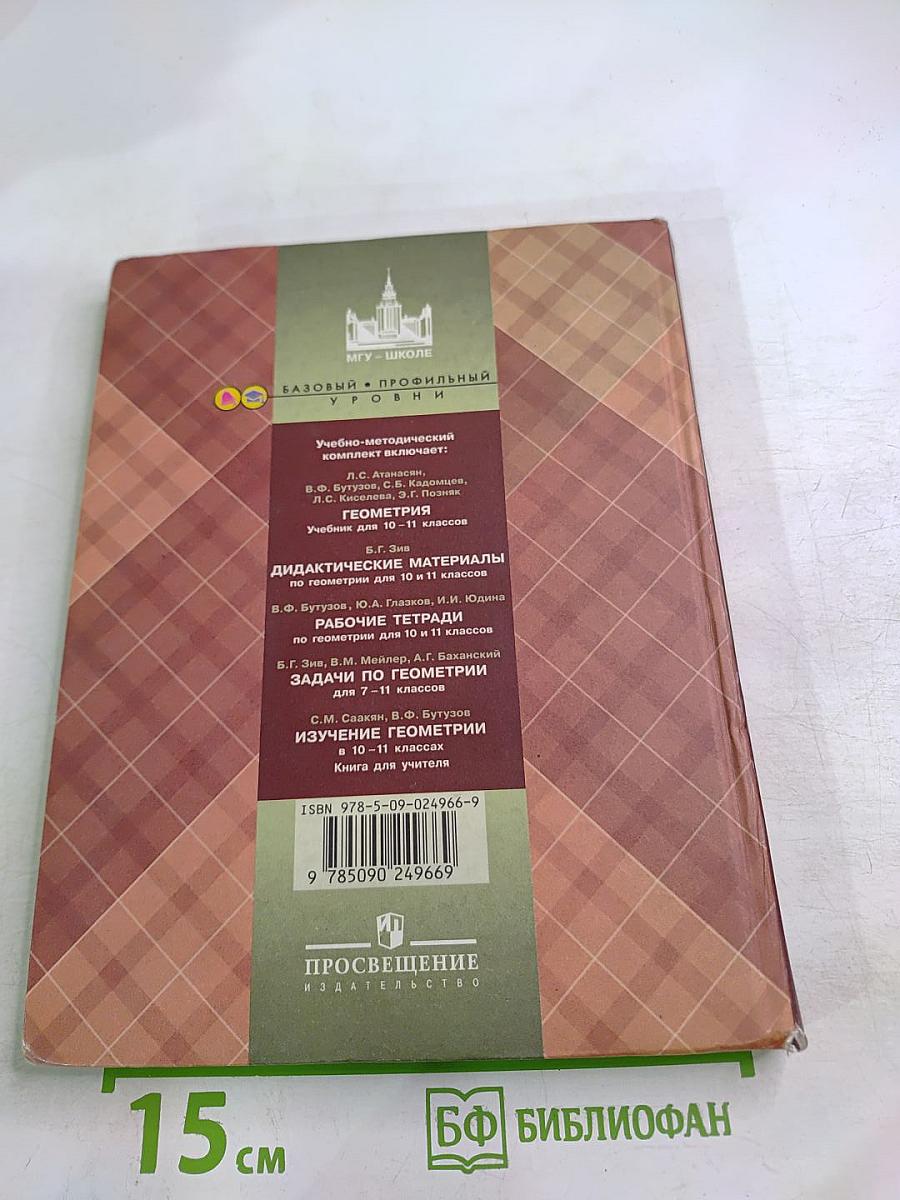 МГУ – ШКОЛЕ
БАЗОВЫЙ • ПРОФИЛЬНЫЙ
УРОВНИ
Учебно-методический
комплект включает:
Л.С. Атанасян,
В.Ф. Бутузов, С.Б. Кадомцев,
Л.С. Киселева, Э.Г. Позняк
ГЕОМЕТРИЯ
Учебник для 10–11 классов
Б.Г. Зив
ДИДАКТИЧЕСКИЕ МАТЕРИАЛЫ
по геометрии для 10 и 11 классов
В.Ф. Бутузов, Ю.А. Глазков, И.И. Юдина
РАБОЧИЕ ТЕТРАДИ
по геометрии для 10 и 11 классов
Б.Г. Зив, В.М. Мейлер, А.Г. Баханский
ЗАДАЧИ ПО ГЕОМЕТРИИ
для 7–11 классов
С.М. Саакян, В.Ф. Бутузов
ИЗУЧЕНИЕ ГЕОМЕТРИИ
в 10–11 классах
Книга для учителя
ISBN 978-5-09-024966-9
9 785090 249669
ИП
ПРОСВЕЩЕНИЕ
ИЗДАТЕЛЬСТВО
15 см
БФ БИБЛИОФАН